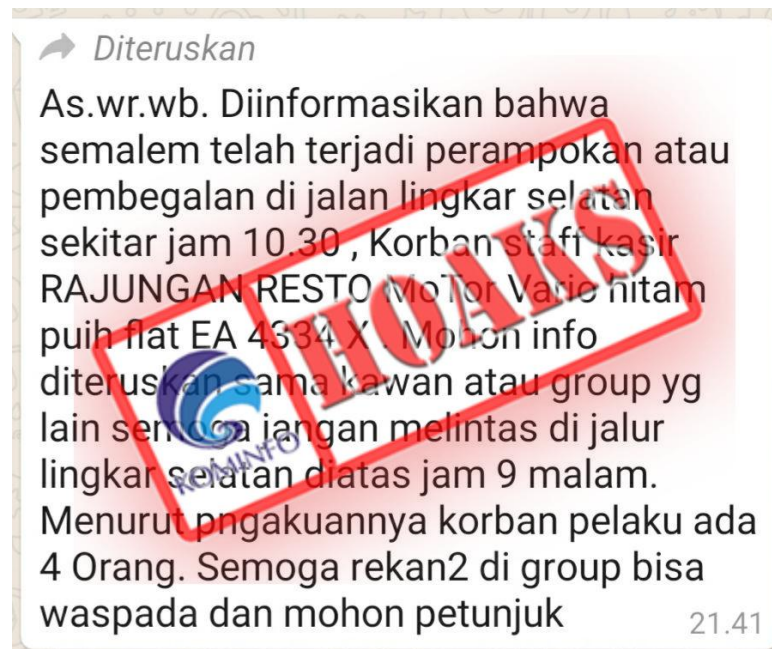 Diteruskan
As.wr.wb. Diinformasikan bahwa
semalem telah terjadi perampokan atau
pembegalan di jalan lingkar selatan
sekitar jam 10.30 , Korban staff kasir
RAJUNGAN RESTO MoTor Vario hitam
puih flat EA 4334 X . Mohon info
diteruskan sama kawan atau group yg
lain semoga jangan melintas di jalur
lingkar selatan diatas jam 9 malam.
Menurut pngakuannya korban pelaku ada
4 Orang. Semoga rekan2 di group bisa
waspada dan mohon petunjuk
21.41
HOAKS
KOMINFO